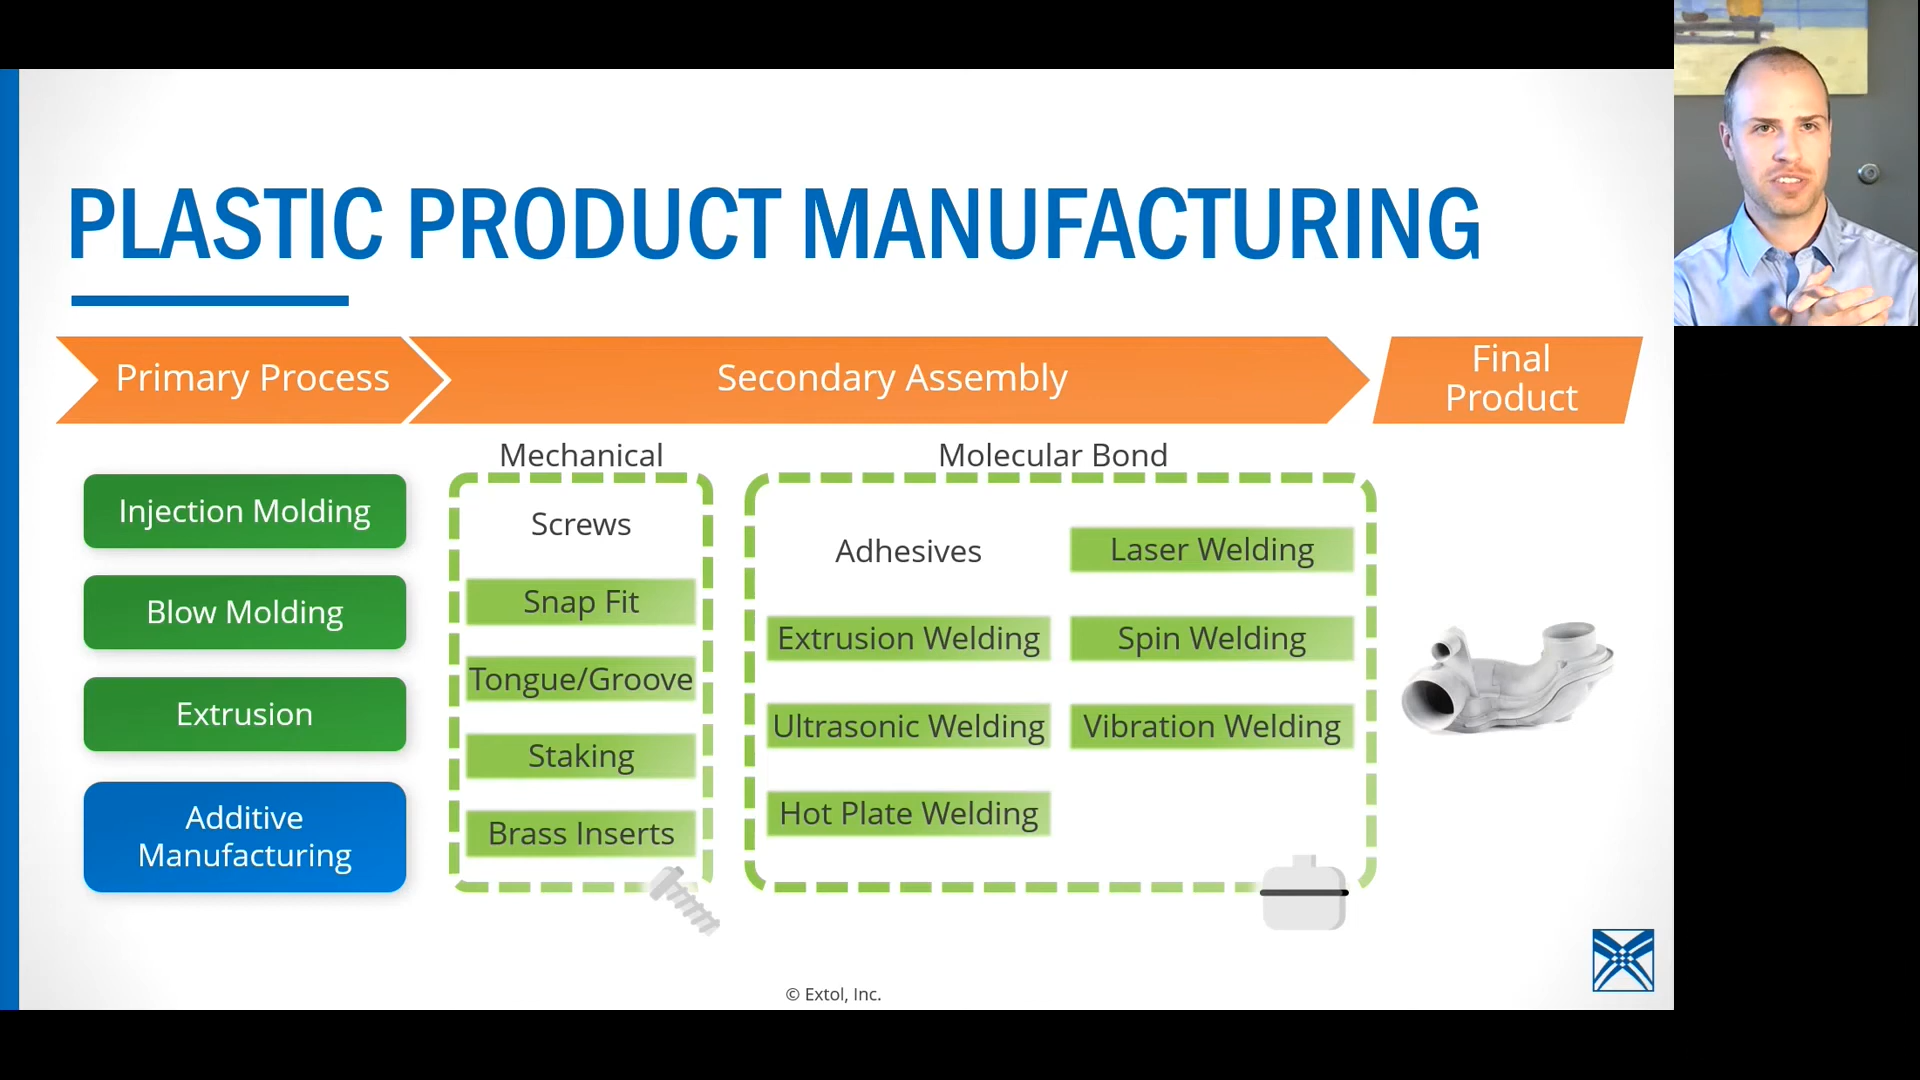 PLASTIC PRODUCT MANUFACTURING
Primary Process
Secondary Assembly
Final
Product
Mechanical
Molecular Bond
Injection Molding
Blow Molding
Extrusion
Additive
Manufacturing
Screws
Snap Fit
Tongue/Groove
Staking
Brass Inserts
Adhesives
Laser Welding
Extrusion Welding
Spin Welding
Ultrasonic Welding
Vibration Welding
Hot Plate Welding
© Extol, Inc.